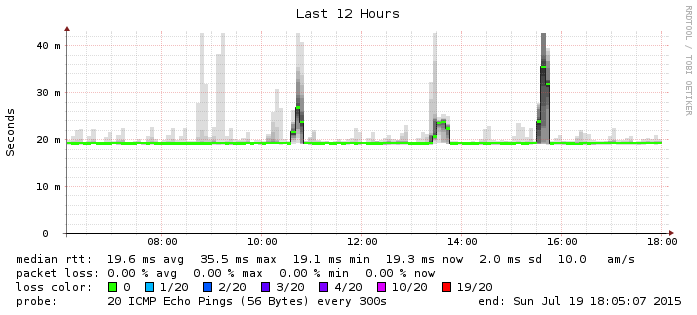 Last 12 Hours
RRDTOOL / TOBI OETIKER
Seconds
40 m
30 m
20 m
10 m
0
08:00 10:00 12:00 14:00 16:00 18:00
median rtt: 19.6 ms avg 35.5 ms max 19.1 ms min 19.3 ms now 2.0 ms sd 10.0 am/s
packet loss: 0.00 % avg 0.00 % max 0.00 % min 0.00 % now
loss color: 0 1/20 2/20 3/20 4/20 10/20 19/20
probe: 20 ICMP Echo Pings (56 Bytes) every 300s end: Sun Jul 19 18:05:07 2015